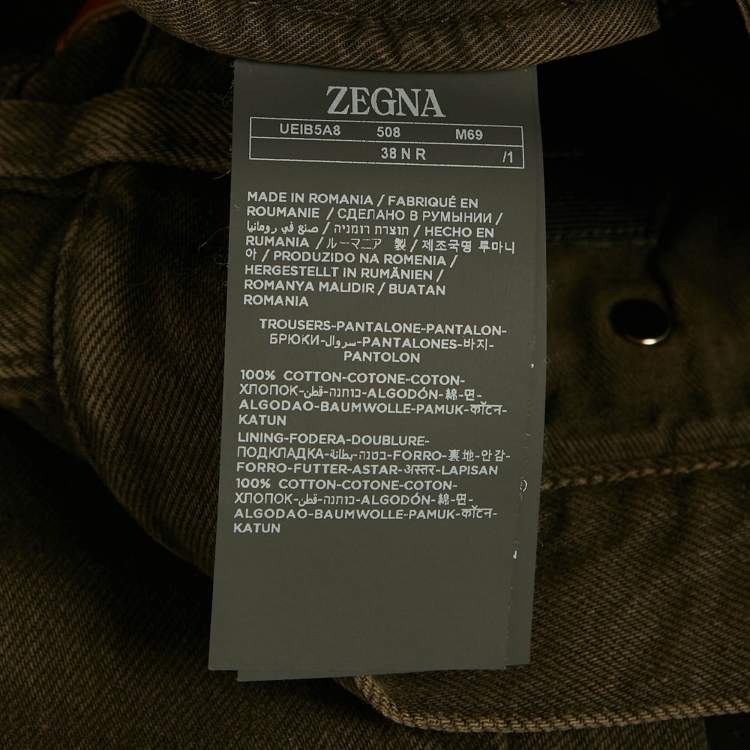 ZEGNA
UEIB5A8 508 M69
38 N R /1
MADE IN ROMANIA / FABRIQUÉ EN
ROUMANIE / СДЕЛАНО В РУМЫНИИ /
صنع في رومانيا / תוצרת רומניה / HECHO EN
RUMANIA / ルーマニア 製 / 제조국명 루마니
아 / PRODUZIDO NA ROMENIA /
HERGESTELLT IN RUMÄNIEN /
ROMANYA MALIDIR / BUATAN
ROMANIA
TROUSERS-PANTALONE-PANTALON-
БРЮКИ-سروال-PANTALONES-바지-
PANTOLON
100% COTTON-COTONE-COTON-
ХЛОПОК-כותנה-قطن-ALGODÓN-綿-면-
ALGODAO-BAUMWOLLE-PAMUK-कॉटन-
KATUN
LINING-FODERA-DOUBLURE-
ПОДКЛАДКА-בטנה-بطانة-FORRO-裏地-안감-
FORRO-FUTTER-ASTAR-अस्तर-LAPISAN
100% COTTON-COTONE-COTON-
ХЛОПОК-כותנה-قطن-ALGODÓN-綿-면-
ALGODAO-BAUMWOLLE-PAMUK-कॉटन-
KATUN